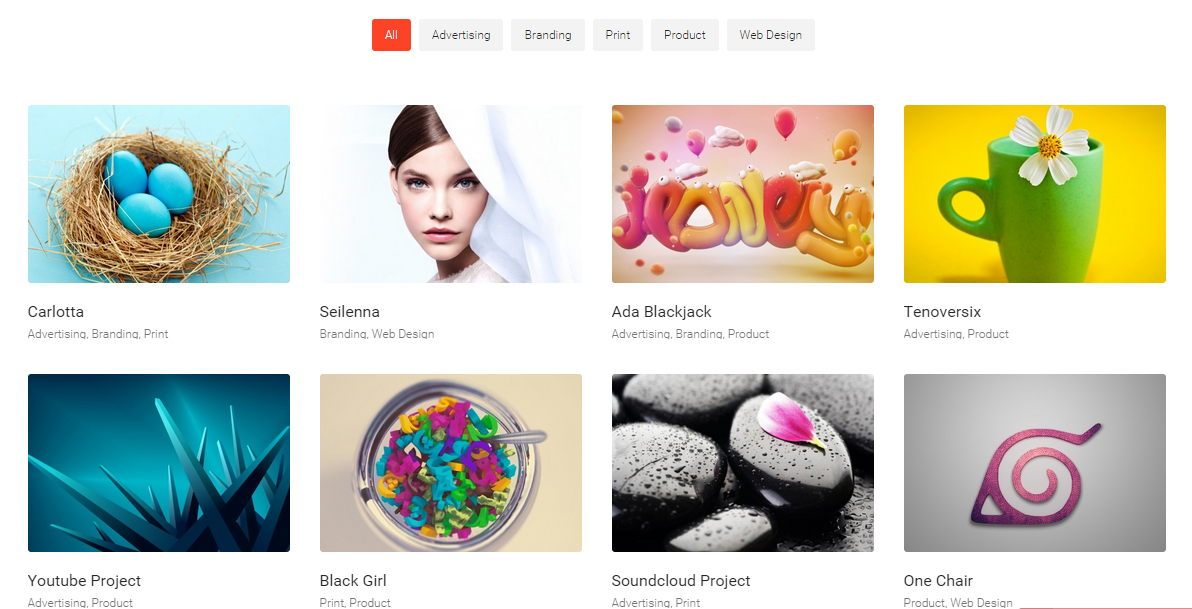 All Advertising Branding Print Product Web Design
Carlotta
Advertising, Branding, Print
Seilenna
Branding, Web Design
Ada Blackjack
Advertising, Branding, Product
Tenoversix
Advertising, Product
Youtube Project
Advertising, Product
Black Girl
Print, Product
Soundcloud Project
Advertising, Print
One Chair
Product, Web Design